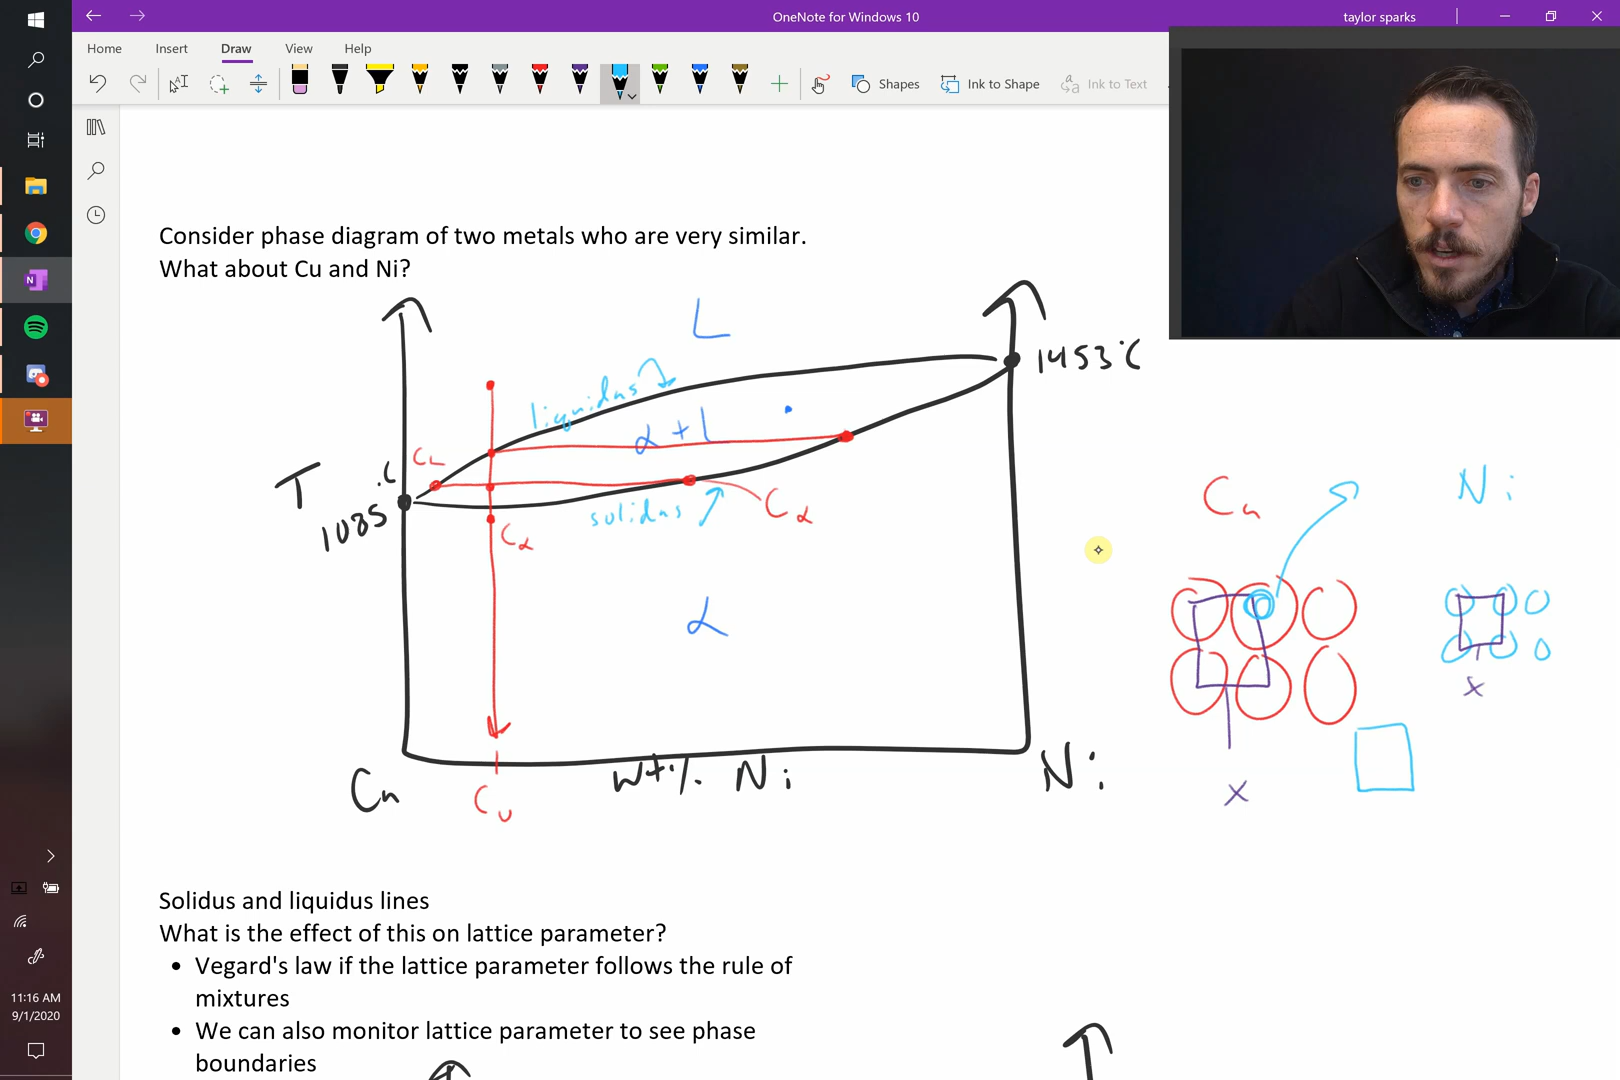 OneNote for Windows 10
taylor sparks
Home Insert Draw View Help
Shapes Ink to Shape Ink to Text
Consider phase diagram of two metals who are very similar.
What about Cu and Ni?
L
1453°C
liquidus
α + L
CL
T
1085 °C
solidus
Cα
Cα
α
Cu
Ni
x
x
Cu
wt% Ni
Ni
C0
Solidus and liquidus lines
What is the effect of this on lattice parameter?
• Vegard's law if the lattice parameter follows the rule of
mixtures
• We can also monitor lattice parameter to see phase
boundaries
11:16 AM
9/1/2020